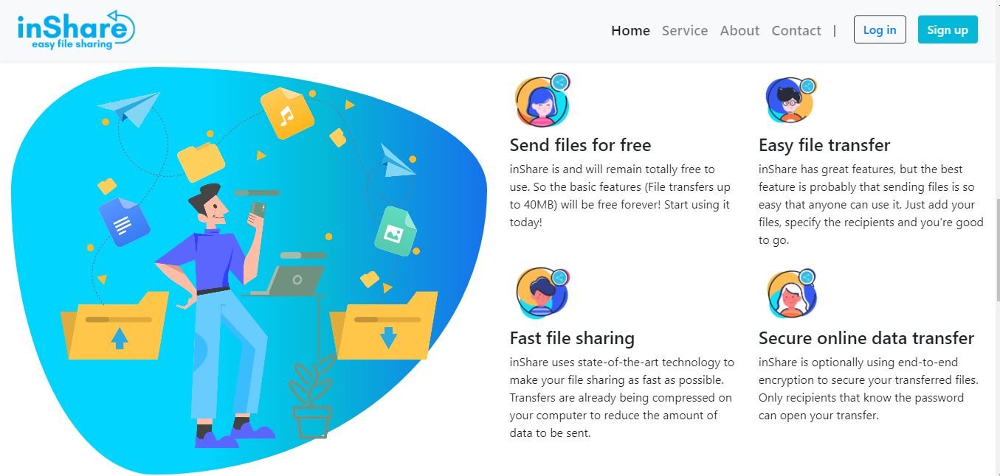 inShare
easy file sharing
Home Service About Contact | Log in Sign up
Send files for free
inShare is and will remain totally free to
use. So the basic features (File transfers up
to 40MB) will be free forever! Start using it
today!
Easy file transfer
inShare has great features, but the best
feature is probably that sending files is so
easy that anyone can use it. Just add your
files, specify the recipients and you're good
to go.
Fast file sharing
inShare uses state-of-the-art technology to
make your file sharing as fast as possible.
Transfers are already being compressed on
your computer to reduce the amount of
data to be sent.
Secure online data transfer
inShare is optionally using end-to-end
encryption to secure your transferred files.
Only recipients that know the password
can open your transfer.